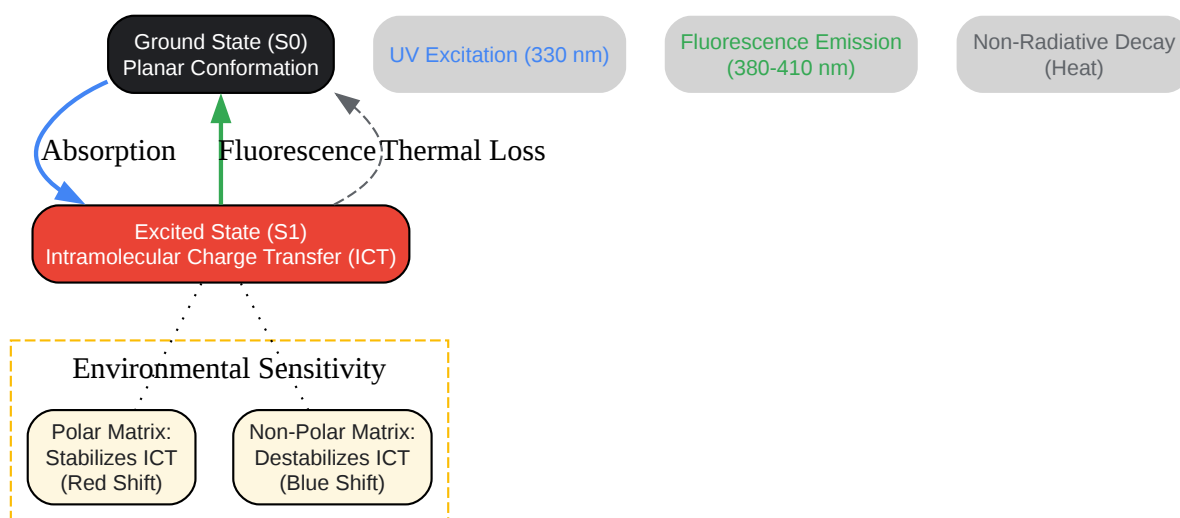 Ground State (S0)
Planar Conformation
UV Excitation (330 nm)
Fluorescence Emission
(380-410 nm)
Non-Radiative Decay
(Heat)
Absorption
Fluorescence
Thermal Loss
Excited State (S1)
Intramolecular Charge Transfer (ICT)
Environmental Sensitivity
Polar Matrix:
Stabilizes ICT
(Red Shift)
Non-Polar Matrix:
Destabilizes ICT
(Blue Shift)